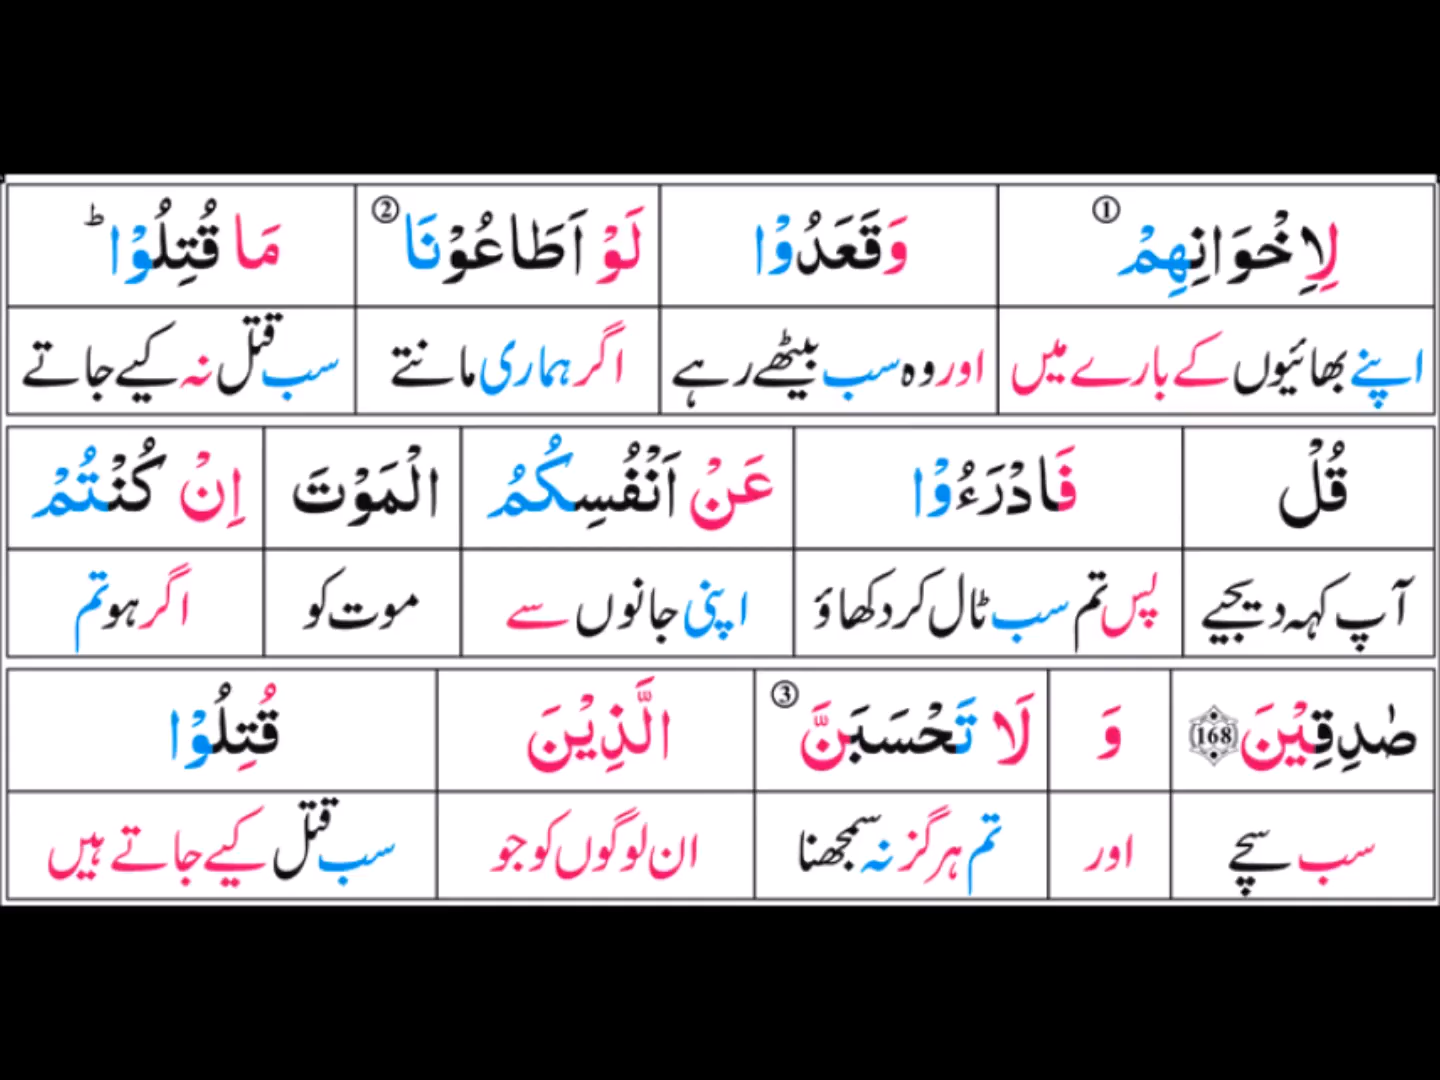 لِاِخْوَانِهِمْ ① وَقَعَدُوْا لَوْ اَطَاعُوْنَا ② مَا قُتِلُوْا ؕ
اپنے بھائیوں کے بارے میں اور وہ سب بیٹھے رہے اگر ہماری مانتے سب قتل نہ کیے جاتے
قُلْ فَادْرَءُوْا عَنْ اَنْفُسِكُمُ الْمَوْتَ اِنْ كُنْتُمْ
آپ کہہ دیجیے پس تم سب ٹال کر دکھاؤ اپنی جانوں سے موت کو اگر ہو تم
صٰدِقِيْنَ 168 وَ لَا تَحْسَبَنَّ ③ الَّذِيْنَ قُتِلُوْا
سب سچے اور تم ہرگز نہ سمجھنا ان لوگوں کو جو سب قتل کیے جاتے ہیں